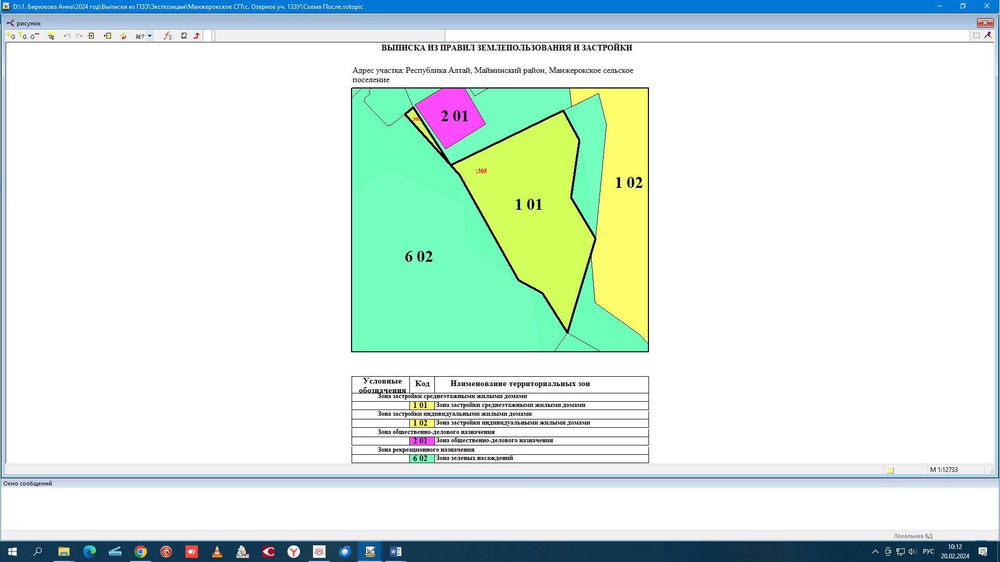 D:\1. Бирюкова Анна\2024 год\Выписки из ПЗЗ\Экспозиции\Манжерокское СП\с. Озерное уч. 133У\Схема После.sotopic
рисунок
М:?
ВЫПИСКА ИЗ ПРАВИЛ ЗЕМЛЕПОЛЬЗОВАНИЯ И ЗАСТРОЙКИ
Адрес участка: Республика Алтай, Майминский район, Манжерокское сельское
поселение
2 01
:305
1 02
1 01
6 02
Условные
обозначения
Код
Наименование территориальных зон
Зона застройки среднеэтажными жилыми домами
1 01 Зона застройки среднеэтажными жилыми домами
Зона застройки индивидуальными жилыми домами
1 02 Зона застройки индивидуальными жилыми домами
Зона общественно-делового назначения
2 01 Зона общественно-делового назначения
Зона рекреационного назначения
6 02 Зона зеленых насаждений
М 1:12733
Окно сообщений
Локальная БД
РУС
10:12
20.02.2024